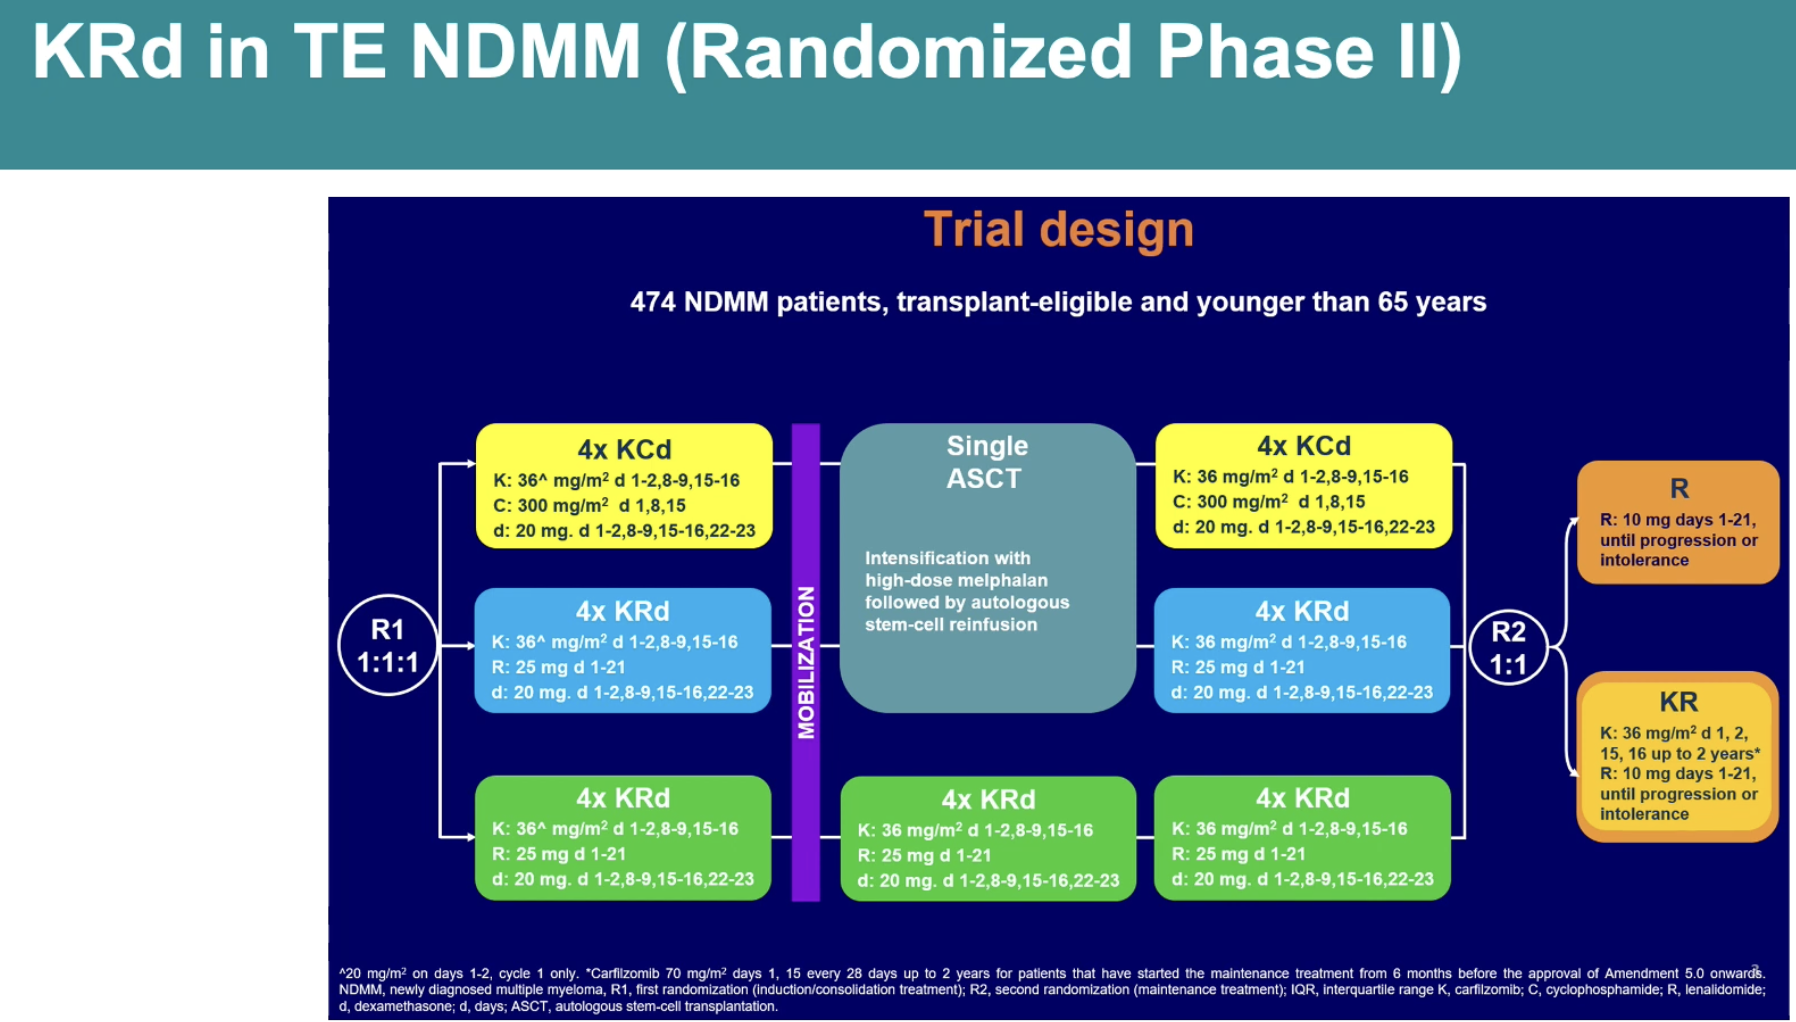 KRd in TE NDMM (Randomized Phase II)
Trial design
474 NDMM patients, transplant-eligible and younger than 65 years
R1
1:1:1
4x KCd
K: 36^ mg/m² d 1-2,8-9,15-16
C: 300 mg/m² d 1,8,15
d: 20 mg. d 1-2,8-9,15-16,22-23
4x KRd
K: 36^ mg/m² d 1-2,8-9,15-16
R: 25 mg d 1-21
d: 20 mg. d 1-2,8-9,15-16,22-23
4x KRd
K: 36^ mg/m² d 1-2,8-9,15-16
R: 25 mg d 1-21
d: 20 mg. d 1-2,8-9,15-16,22-23
MOBILIZATION
Single
ASCT
Intensification with
high-dose melphalan
followed by autologous
stem-cell reinfusion
4x KRd
K: 36 mg/m² d 1-2,8-9,15-16
R: 25 mg d 1-21
d: 20 mg. d 1-2,8-9,15-16,22-23
4x KCd
K: 36 mg/m² d 1-2,8-9,15-16
C: 300 mg/m² d 1,8,15
d: 20 mg. d 1-2,8-9,15-16,22-23
4x KRd
K: 36 mg/m² d 1-2,8-9,15-16
R: 25 mg d 1-21
d: 20 mg. d 1-2,8-9,15-16,22-23
4x KRd
K: 36 mg/m² d 1-2,8-9,15-16
R: 25 mg d 1-21
d: 20 mg. d 1-2,8-9,15-16,22-23
R2
1:1
R
R: 10 mg days 1-21,
until progression or
intolerance
KR
K: 36 mg/m² d 1, 2,
15, 16 up to 2 years*
R: 10 mg days 1-21,
until progression or
intolerance
^20 mg/m² on days 1-2, cycle 1 only. *Carfilzomib 70 mg/m² days 1, 15 every 28 days up to 2 years for patients that have started the maintenance treatment from 6 months before the approval of Amendment 5.0 onwards.
NDMM, newly diagnosed multiple myeloma, R1, first randomization (induction/consolidation treatment); R2, second randomization (maintenance treatment); IQR, interquartile range K, carfilzomib; C, cyclophosphamide; R, lenalidomide;
d, dexamethasone; d, days; ASCT, autologous stem-cell transplantation.